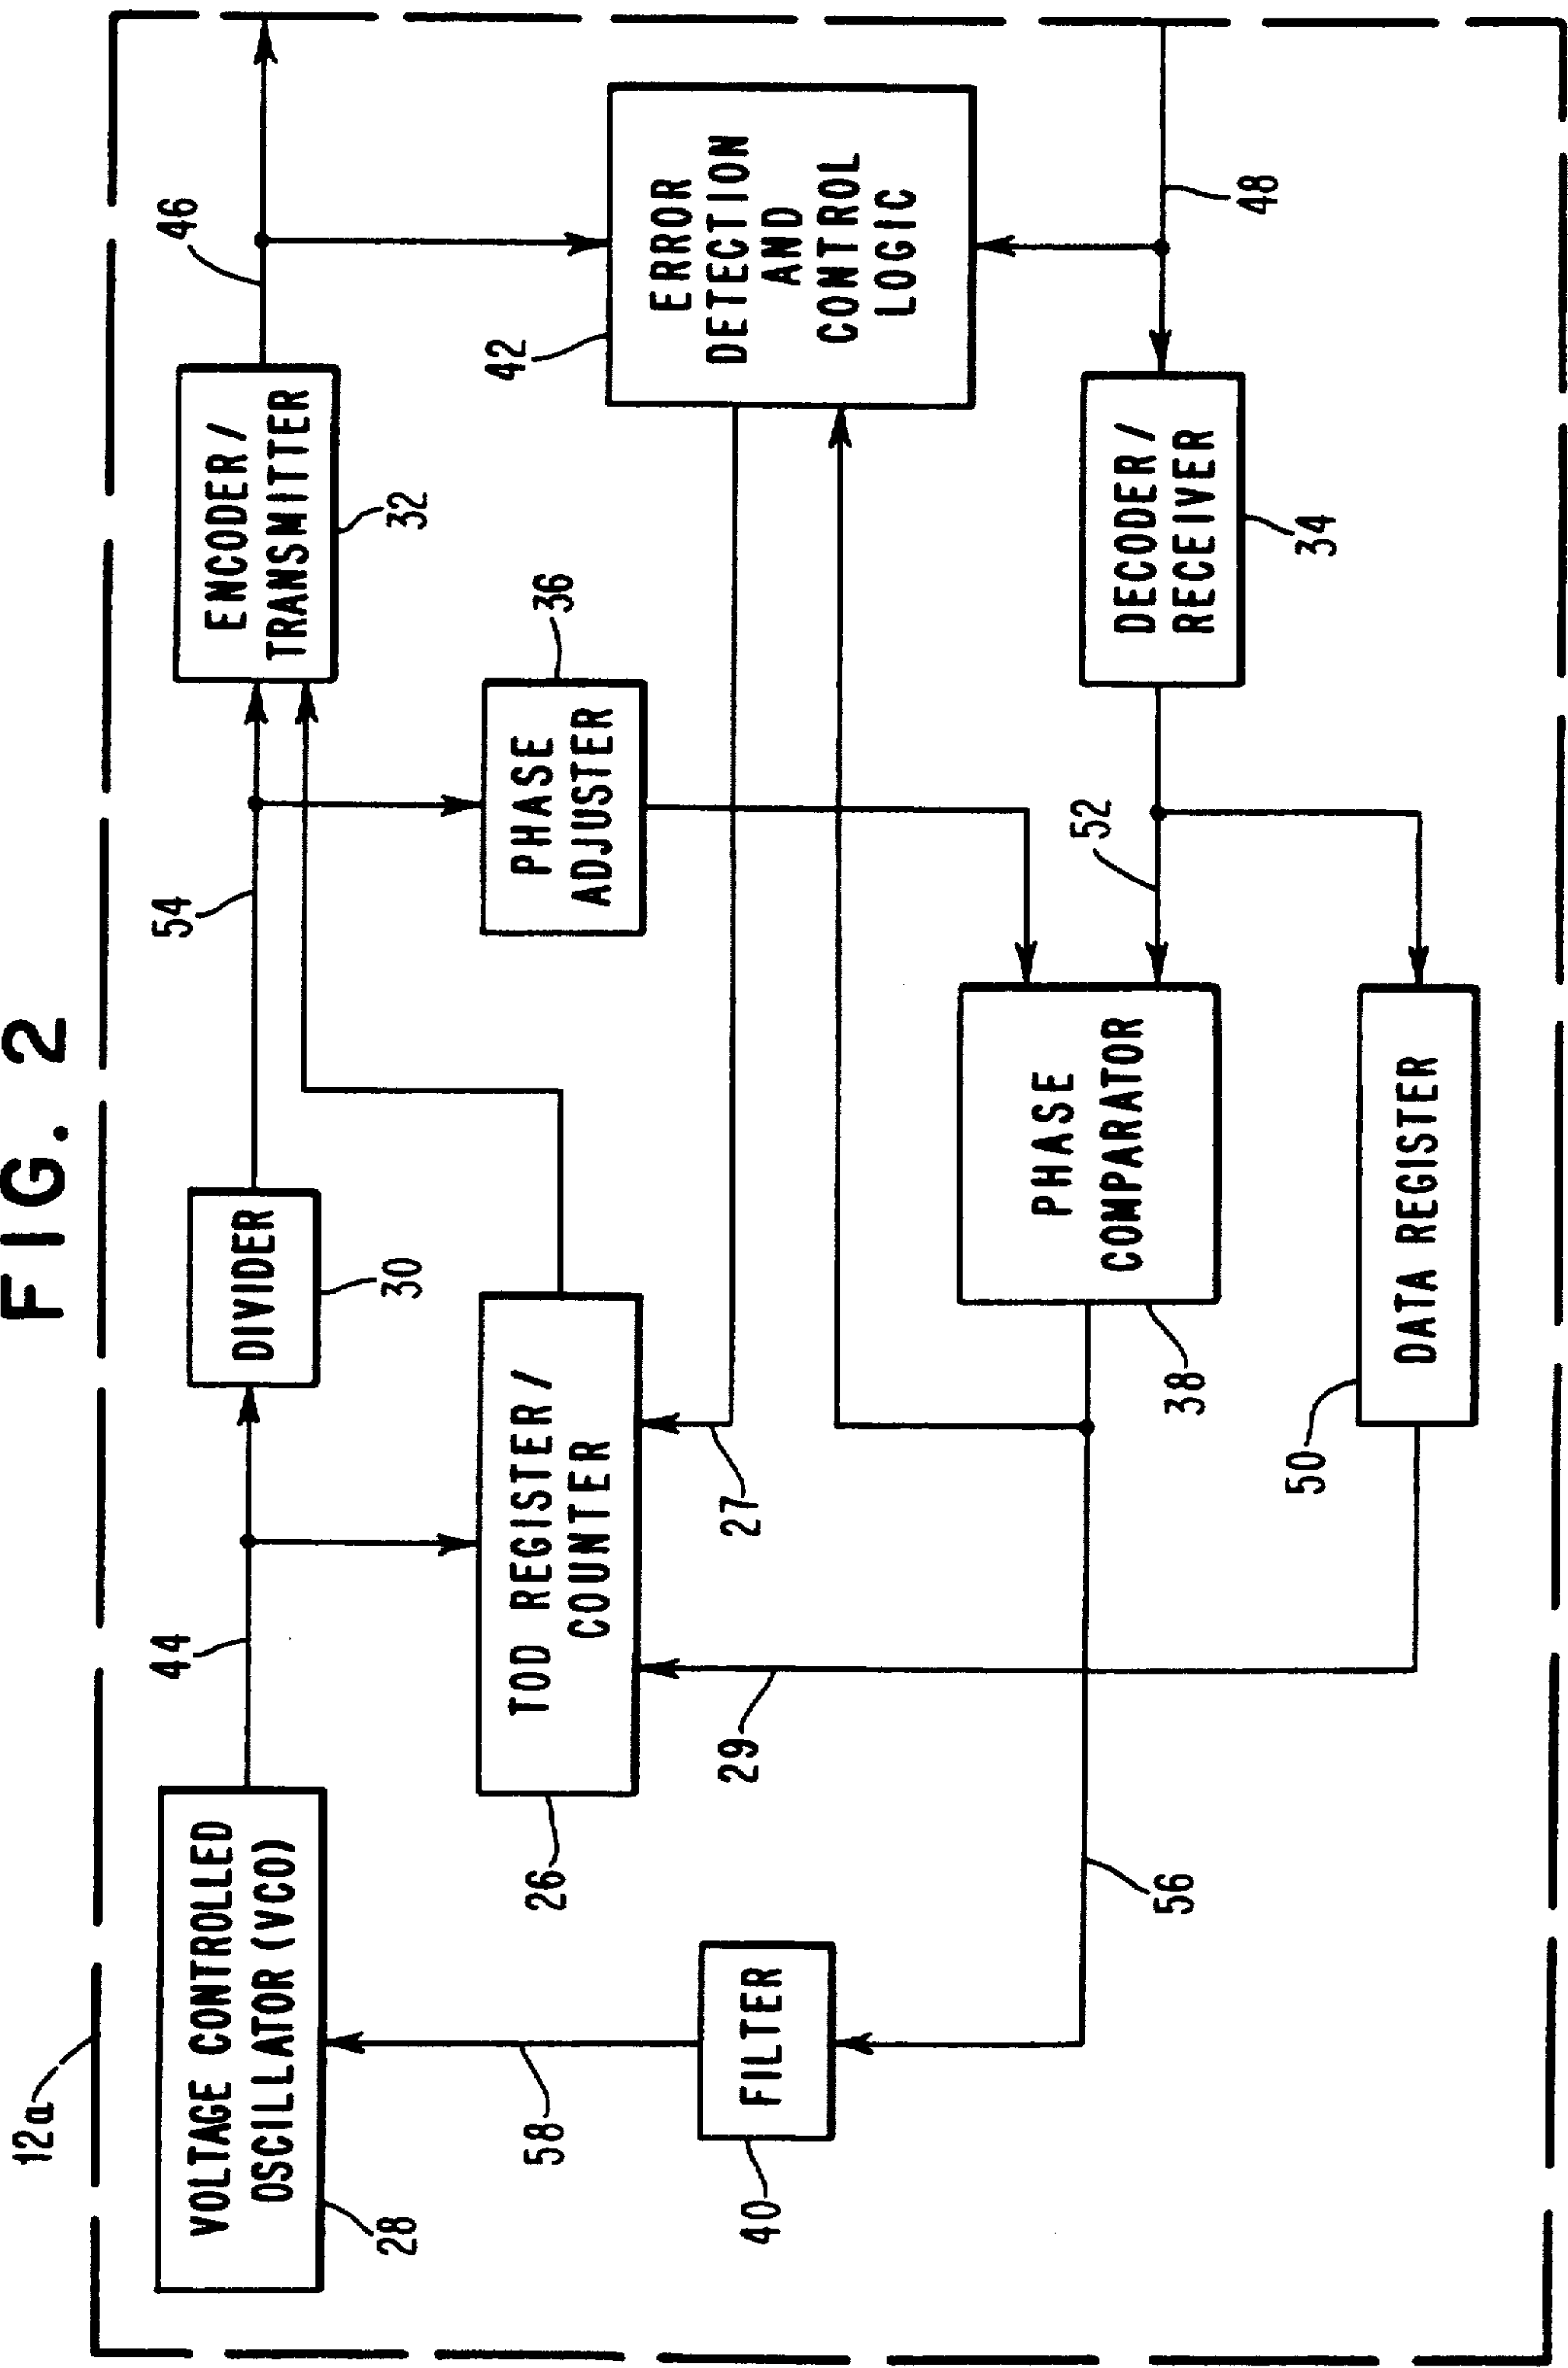 FIG. 2
12a
VOLTAGE CONTROLLED
OSCILLATOR (VCO)
28
44
DIVIDER
30
54
ENCODER/
TRANSMITTER
32
46
TOD REGISTER/
COUNTER
26
27
29
PHASE
ADJUSTER
36
ERROR
DETECTION
AND
CONTROL
LOGIC
42
FILTER
40
58
56
PHASE
COMPARATOR
38
52
DECODER/
RECEIVER
34
48
DATA REGISTER
50